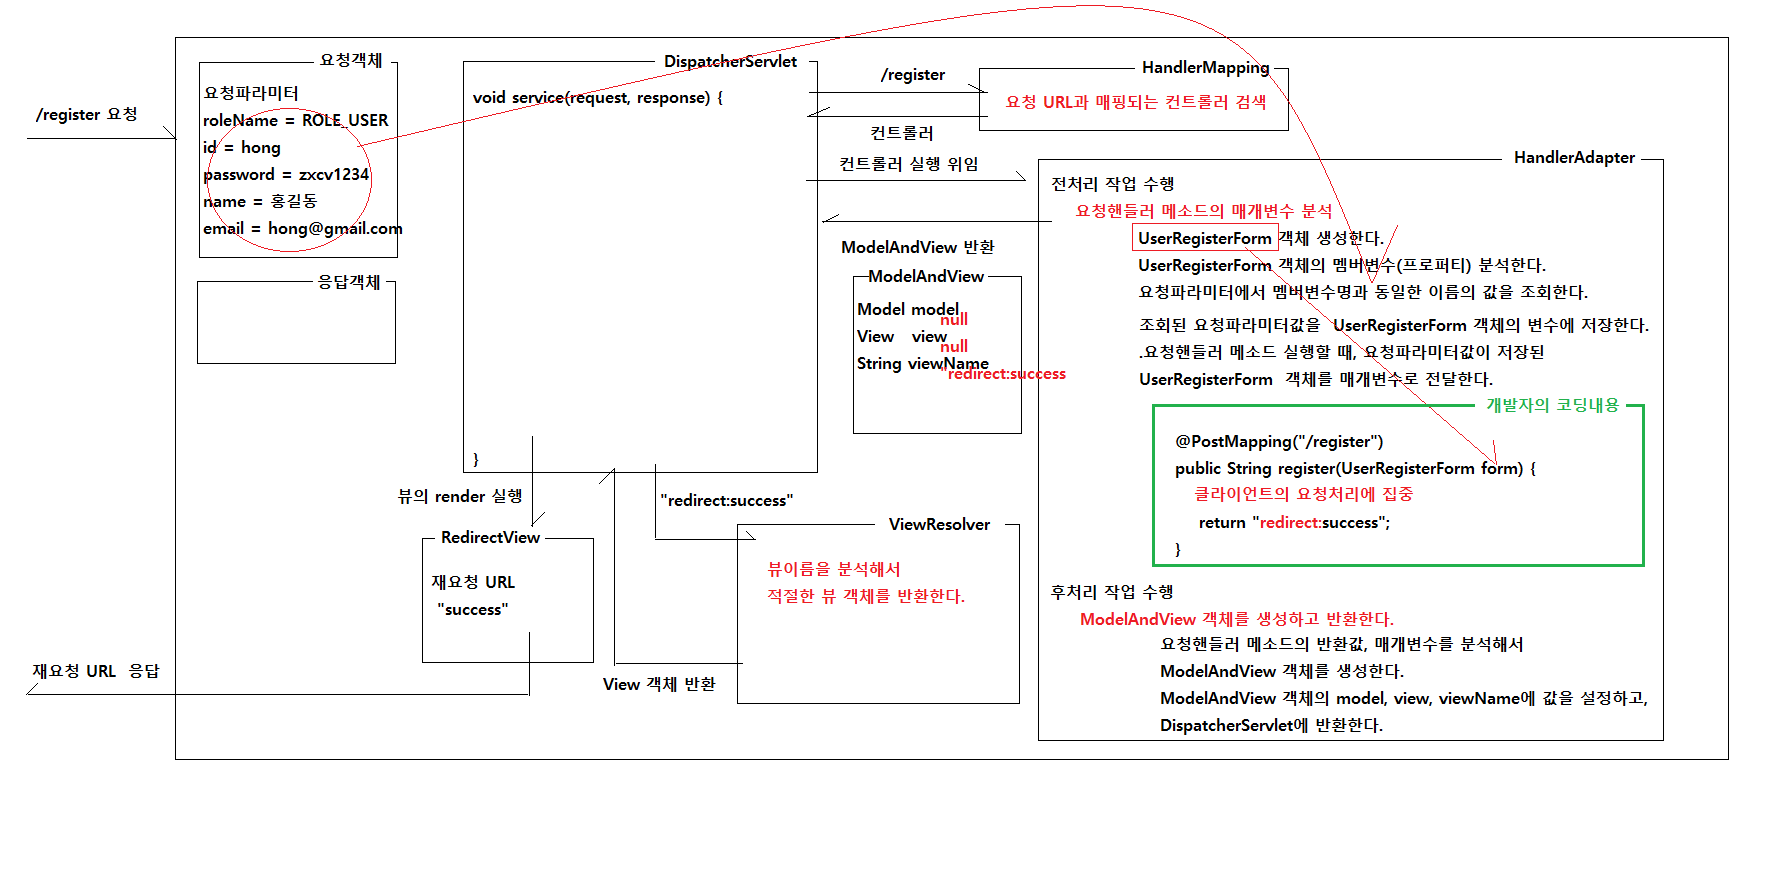 /register 요청
요청객체
요청파라미터
roleName = ROLE_USER
id = hong
password = zxcv1234
name = 홍길동
email = hong@gmail.com
응답객체
DispatcherServlet
void service(request, response) {
}
/register
컨트롤러
컨트롤러 실행 위임
HandlerMapping
요청 URL과 매핑되는 컨트롤러 검색
ModelAndView 반환
ModelAndView
Model model
null
View view
null
String viewName
"redirect:success
HandlerAdapter
전처리 작업 수행
요청핸들러 메소드의 매개변수 분석
UserRegisterForm 객체 생성한다.
UserRegisterForm 객체의 멤버변수(프로퍼티) 분석한다.
요청파라미터에서 멤버변수명과 동일한 이름의 값을 조회한다.
조회된 요청파라미터값을 UserRegisterForm 객체의 변수에 저장한다.
.요청핸들러 메소드 실행할 때, 요청파라미터값이 저장된
UserRegisterForm 객체를 매개변수로 전달한다.
개발자의 코딩내용
@PostMapping("/register")
public String register(UserRegisterForm form) {
클라이언트의 요청처리에 집중
return "redirect:success";
}
후처리 작업 수행
ModelAndView 객체를 생성하고 반환한다.
요청핸들러 메소드의 반환값, 매개변수를 분석해서
ModelAndView 객체를 생성한다.
ModelAndView 객체의 model, view, viewName에 값을 설정하고,
DispatcherServlet에 반환한다.
뷰의 render 실행
"redirect:success"
RedirectView
재요청 URL
"success"
ViewResolver
뷰이름을 분석해서
적절한 뷰 객체를 반환한다.
View 객체 반환
재요청 URL 응답